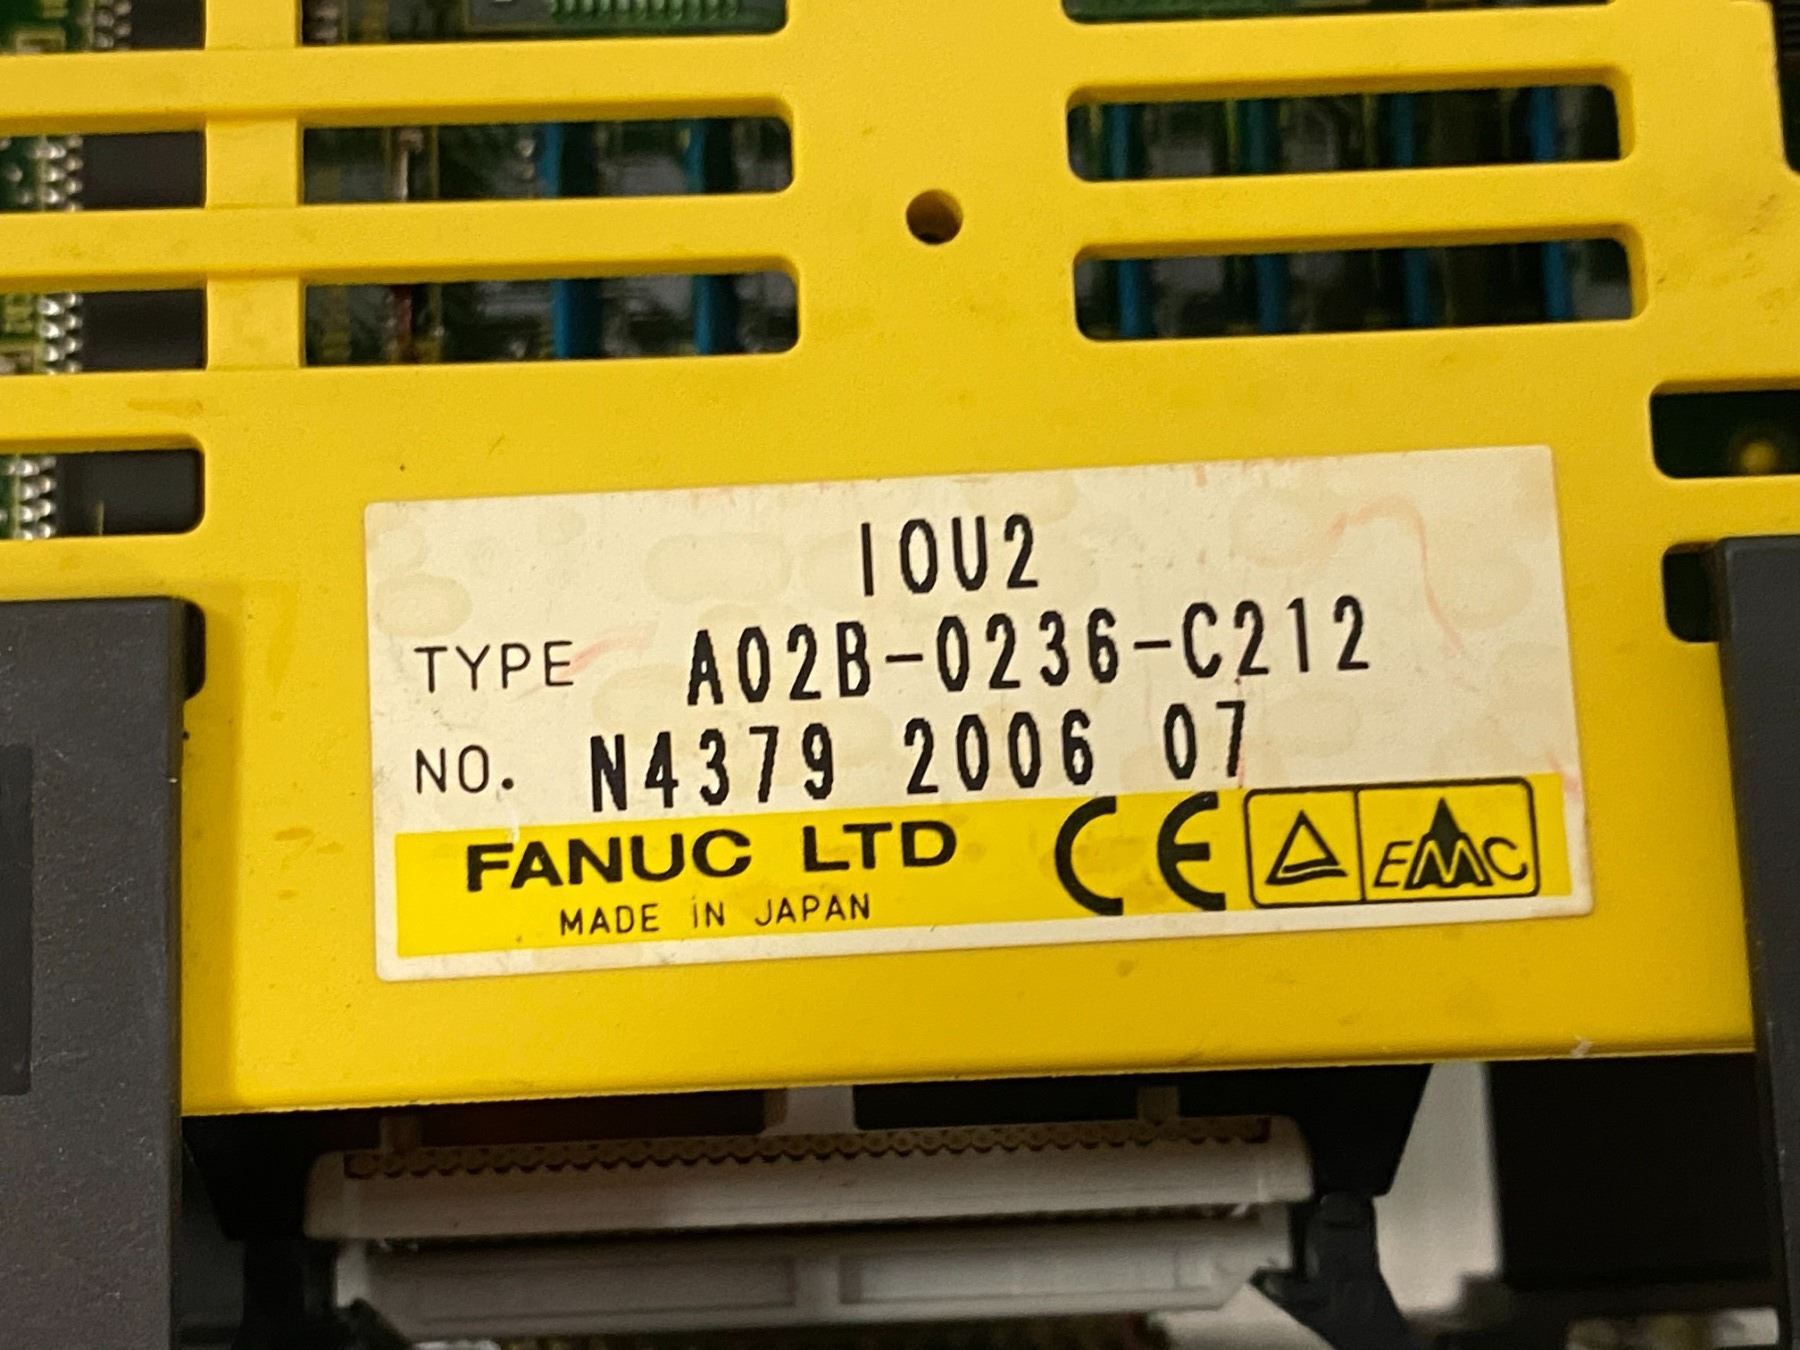 IOU2
TYPE A02B-0236-C212
NO. N4379 2006 07
FANUC LTD CE EMC
MADE IN JAPAN